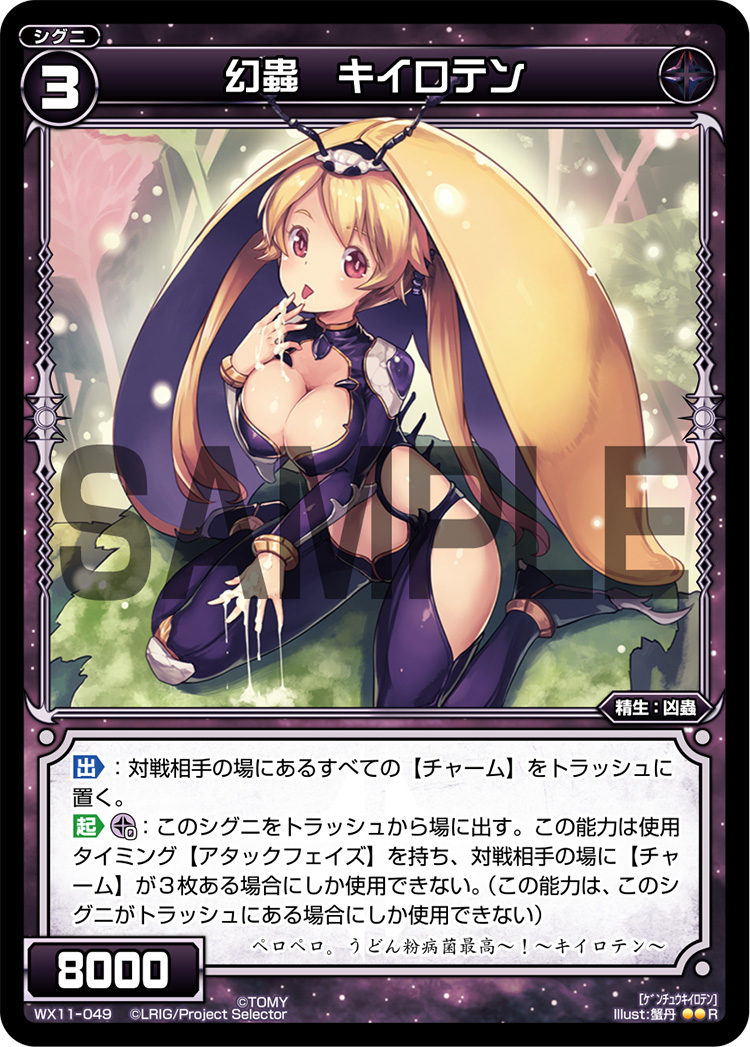 シグニ
3
幻蟲　キイロテン
SAMPLE
精生：凶蟲
出：対戦相手の場にあるすべての【チャーム】をトラッシュに
置く。
起 0：このシグニをトラッシュから場に出す。この能力は使用
タイミング【アタックフェイズ】を持ち、対戦相手の場に【チャ
ーム】が３枚ある場合にしか使用できない。（この能力は、このシ
グニがトラッシュにある場合にしか使用できない）
ペロペロ。うどん粉病菌最高～！～キイロテン～
8000
©TOMY
[ｹﾞﾝﾁｭｳｷｲﾛﾃﾝ]
WX11-049 ©LRIG/Project Selector
Illust:蟹丹 R